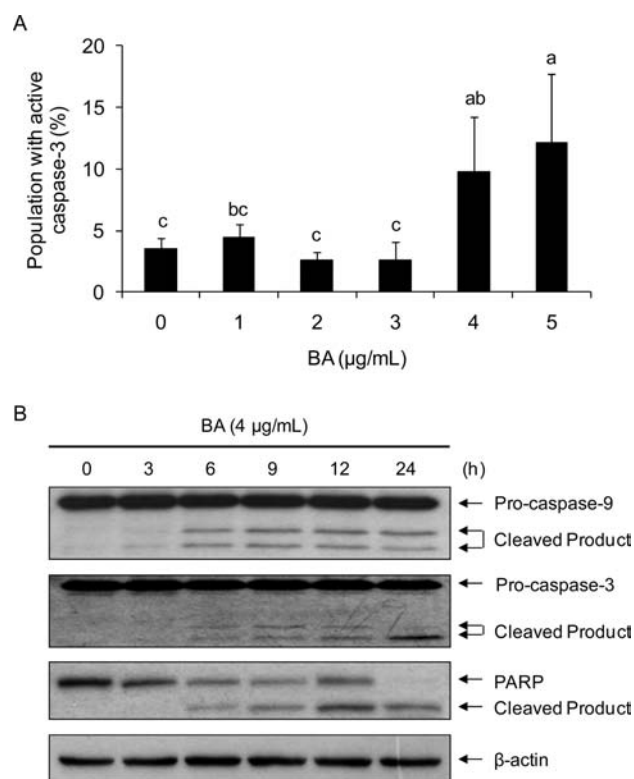 A
Population with active
caspase-3 (%)
20
15
10
5
0
c
bc
c
c
ab
a
0 1 2 3 4 5
BA (µg/mL)
B
BA (4 µg/mL)
0 3 6 9 12 24 (h)
Pro-caspase-9
Cleaved Product
Pro-caspase-3
Cleaved Product
PARP
Cleaved Product
β-actin